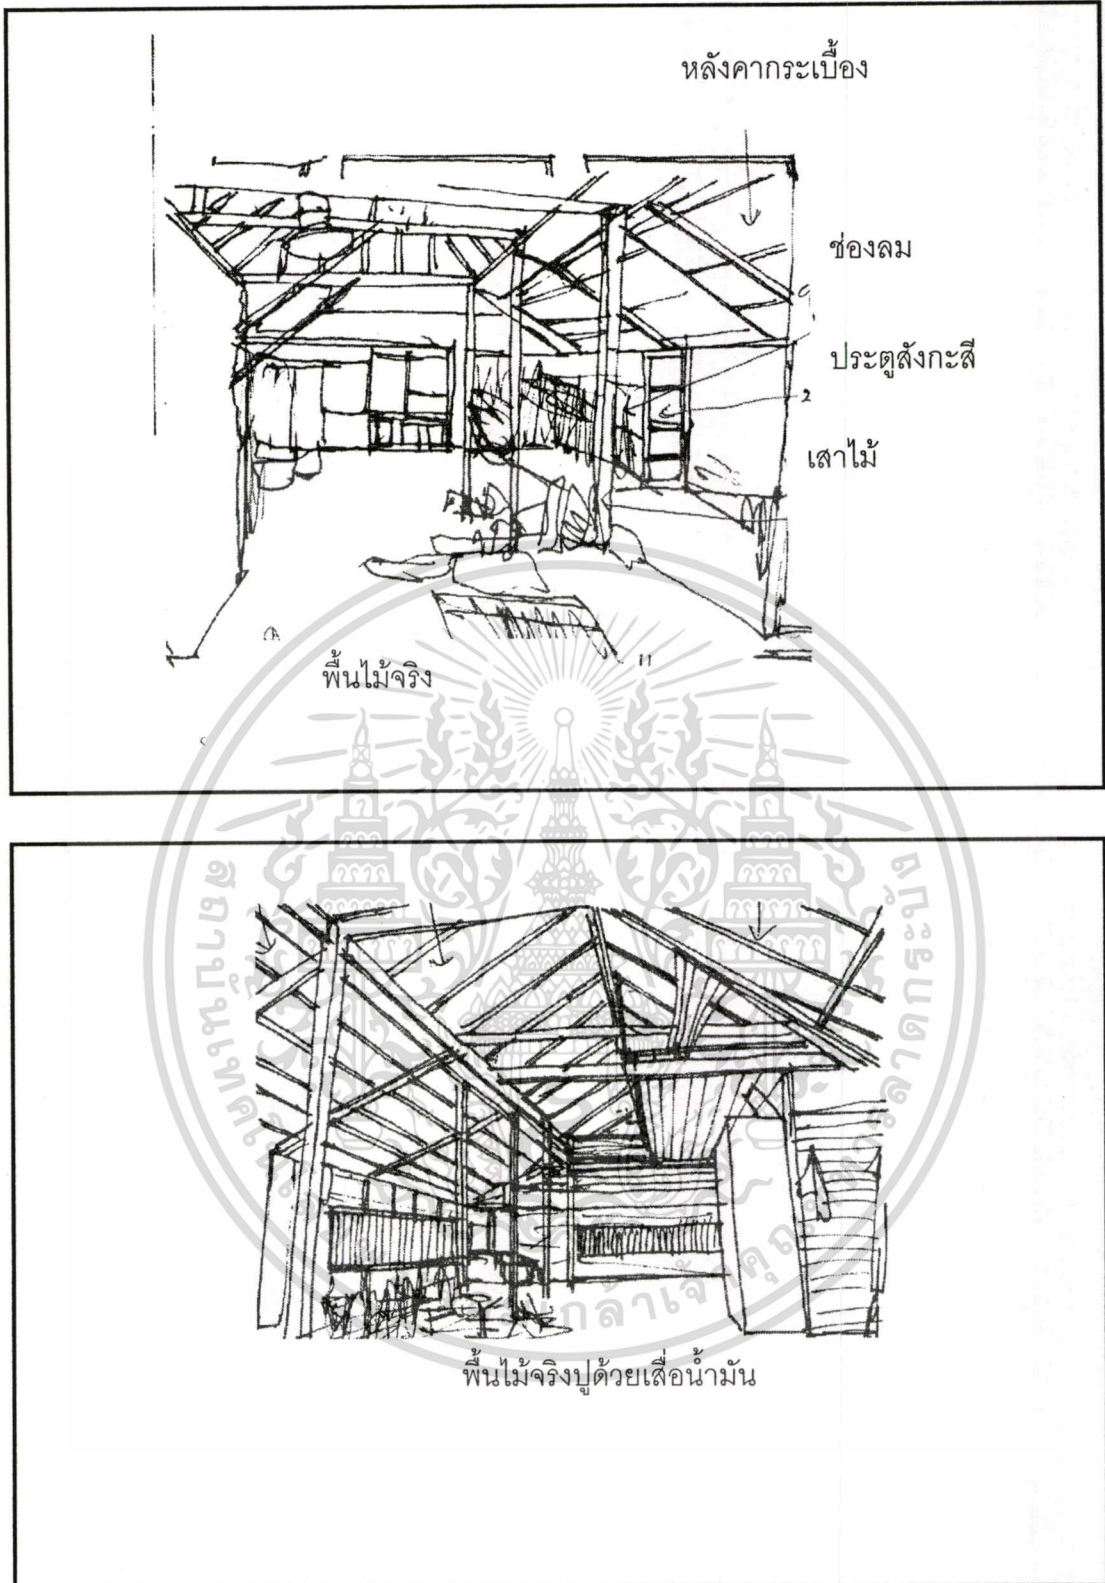 หลังคากระเบื้อง
ช่องลม
ประตูสังกะสี
2
เสาไม้
พื้นไม้จริง
พื้นไม้จริงปูด้วยเสื่อน้ำมัน